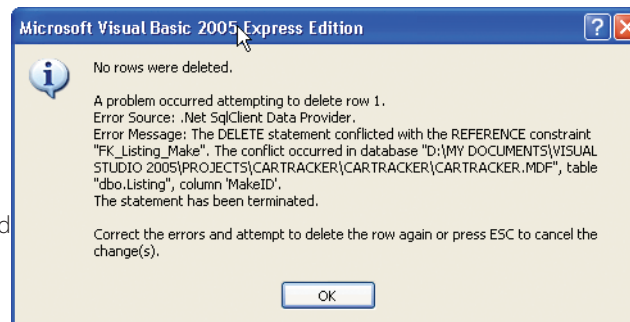 Microsoft Visual Basic 2005 Express Edition
No rows were deleted.
A problem occurred attempting to delete row 1.
Error Source: .Net SqlClient Data Provider.
Error Message: The DELETE statement conflicted with the REFERENCE constraint
"FK_Listing_Make". The conflict occurred in database "D:\MY DOCUMENTS\VISUAL
STUDIO 2005\PROJECTS\CARTRACKER\CARTRACKER\CARTRACKER.MDF", table
"dbo.Listing", column 'MakeID'.
The statement has been terminated.
d
Correct the errors and attempt to delete the row again or press ESC to cancel the
change(s).
OK